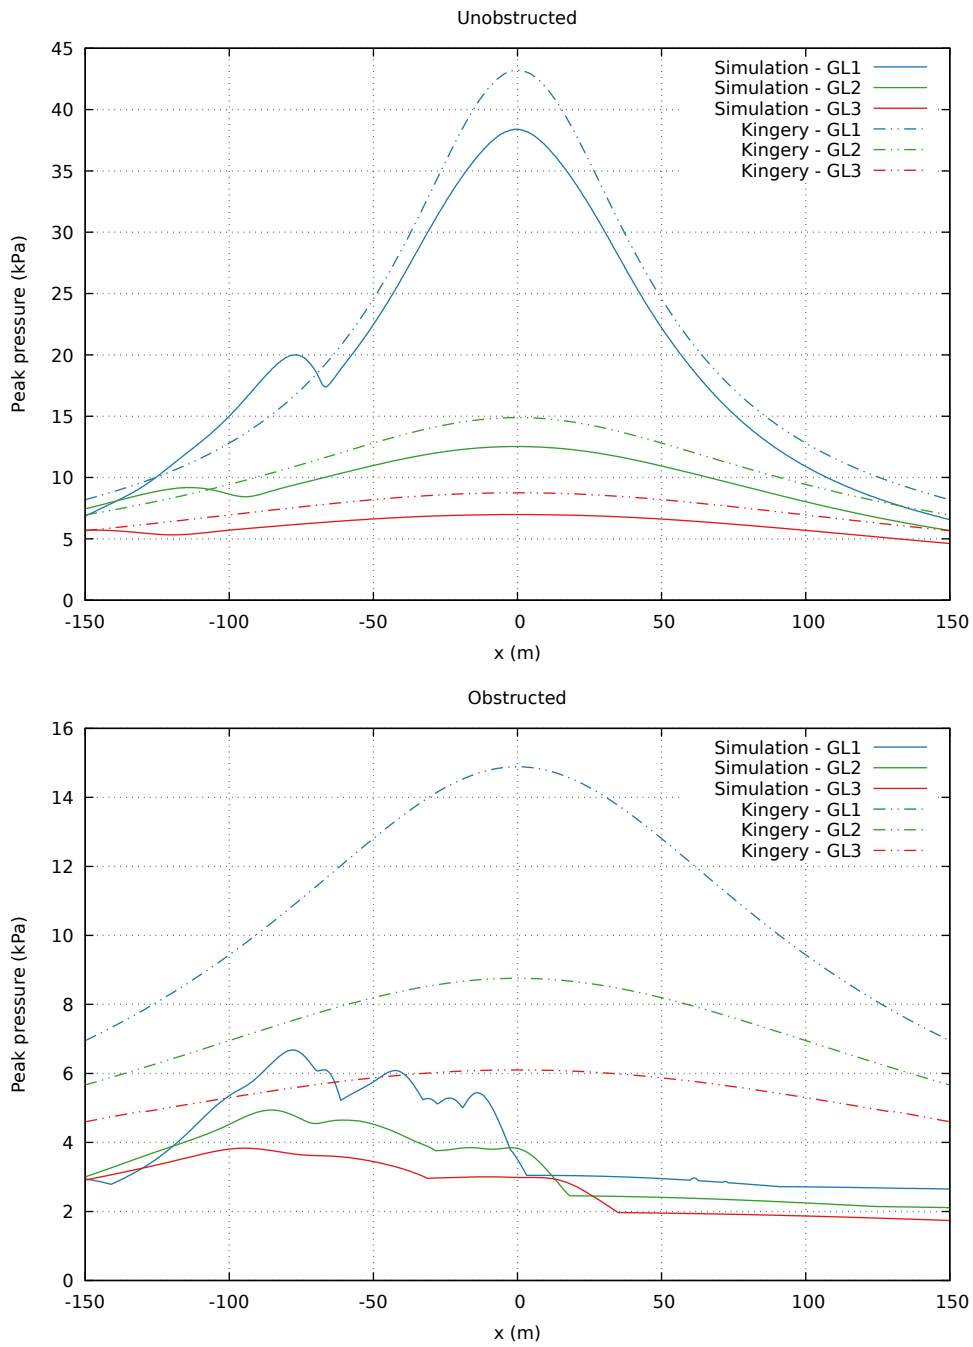 Unobstructed
45
40
35
30
25
20
15
10
5
0
Peak pressure (kPa)
Simulation - GL1
Simulation - GL2
Simulation - GL3
Kingery - GL1
Kingery - GL2
Kingery - GL3
-150 -100 -50 0 50 100 150
x (m)
Obstructed
16
14
12
10
8
6
4
2
0
Peak pressure (kPa)
Simulation - GL1
Simulation - GL2
Simulation - GL3
Kingery - GL1
Kingery - GL2
Kingery - GL3
-150 -100 -50 0 50 100 150
x (m)